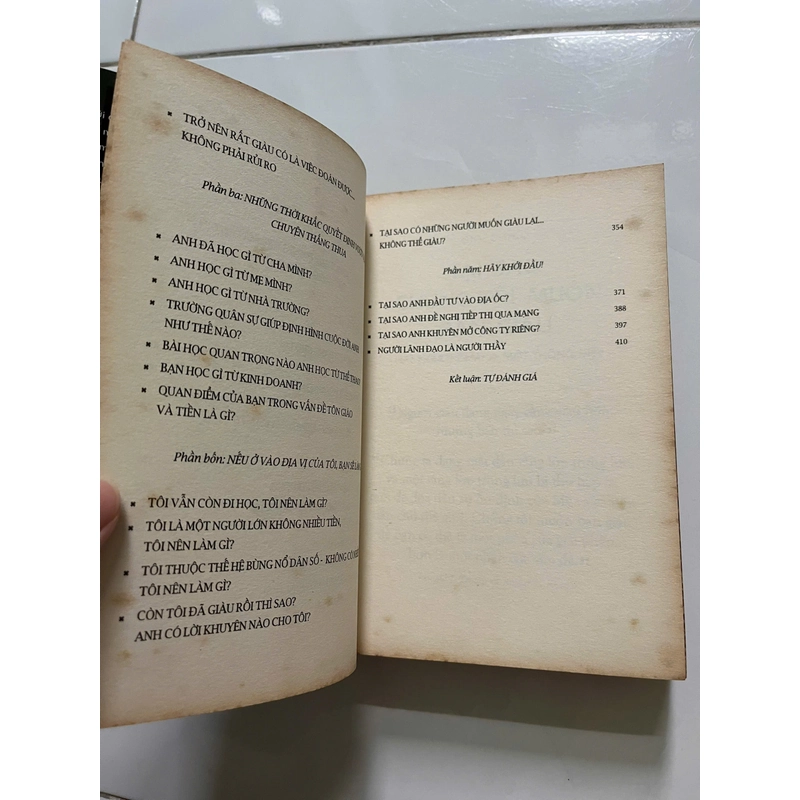 TRỞ NÊN RẤT GIÀU CÓ LÀ VIỆC ĐOÁN ĐƯỢC...
KHÔNG PHẢI RỦI RO
Phần ba: NHỮNG THỜI KHẮC QUYẾT ĐỊNH
CHUYỆN THẮNG THUA
ANH ĐÃ HỌC GÌ TỪ CHA MÌNH?
ANH HỌC GÌ TỪ MẸ MÌNH?
ANH HỌC GÌ TỪ NHÀ TRƯỜNG?
TRƯỜNG QUÂN SỰ GIÚP ĐỊNH HÌNH CUỘC ĐỜI ANH
NHƯ THẾ NÀO?
BÀI HỌC QUAN TRỌNG NÀO ANH HỌC TỪ THỂ THAO
BẠN HỌC GÌ TỪ KINH DOANH?
QUAN ĐIỂM CỦA BẠN TRONG VẤN ĐỀ TÔN GIÁO
VÀ TIỀN LÀ GÌ?
Phần bốn: NẾU Ở VÀO ĐỊA VỊ CỦA TÔI, BẠN SẼ
TÔI VẪN CÒN ĐI HỌC, TÔI NÊN LÀM GÌ?
TÔI LÀ MỘT NGƯỜI LỚN KHÔNG NHIỀU TIỀN,
TÔI NÊN LÀM GÌ?
TÔI THUỘC THẾ HỆ BÙNG NỔ DÂN SỐ - KHÔNG CÓ
TÔI NÊN LÀM GÌ?
CÒN TÔI ĐÃ GIÀU RỒI THÌ SAO?
ANH CÓ LỜI KHUYÊN NÀO CHO TÔI?
TẠI SAO CÓ NHỮNG NGƯỜI MUỐN GIÀU LẠI... 354
KHÔNG THỂ GIÀU?
Phần năm: HÃY KHỞI ĐẦU!
TẠI SAO ANH ĐẦU TƯ VÀO ĐỊA ỐC? 371
TẠI SAO ANH ĐỀ NGHỊ TIẾP THỊ QUA MẠNG 388
TẠI SAO ANH KHUYÊN MỞ CÔNG TY RIÊNG? 397
NGƯỜI LÃNH ĐẠO LÀ NGƯỜI THẦY 410
Kết luận: TỰ ĐÁNH GIÁ